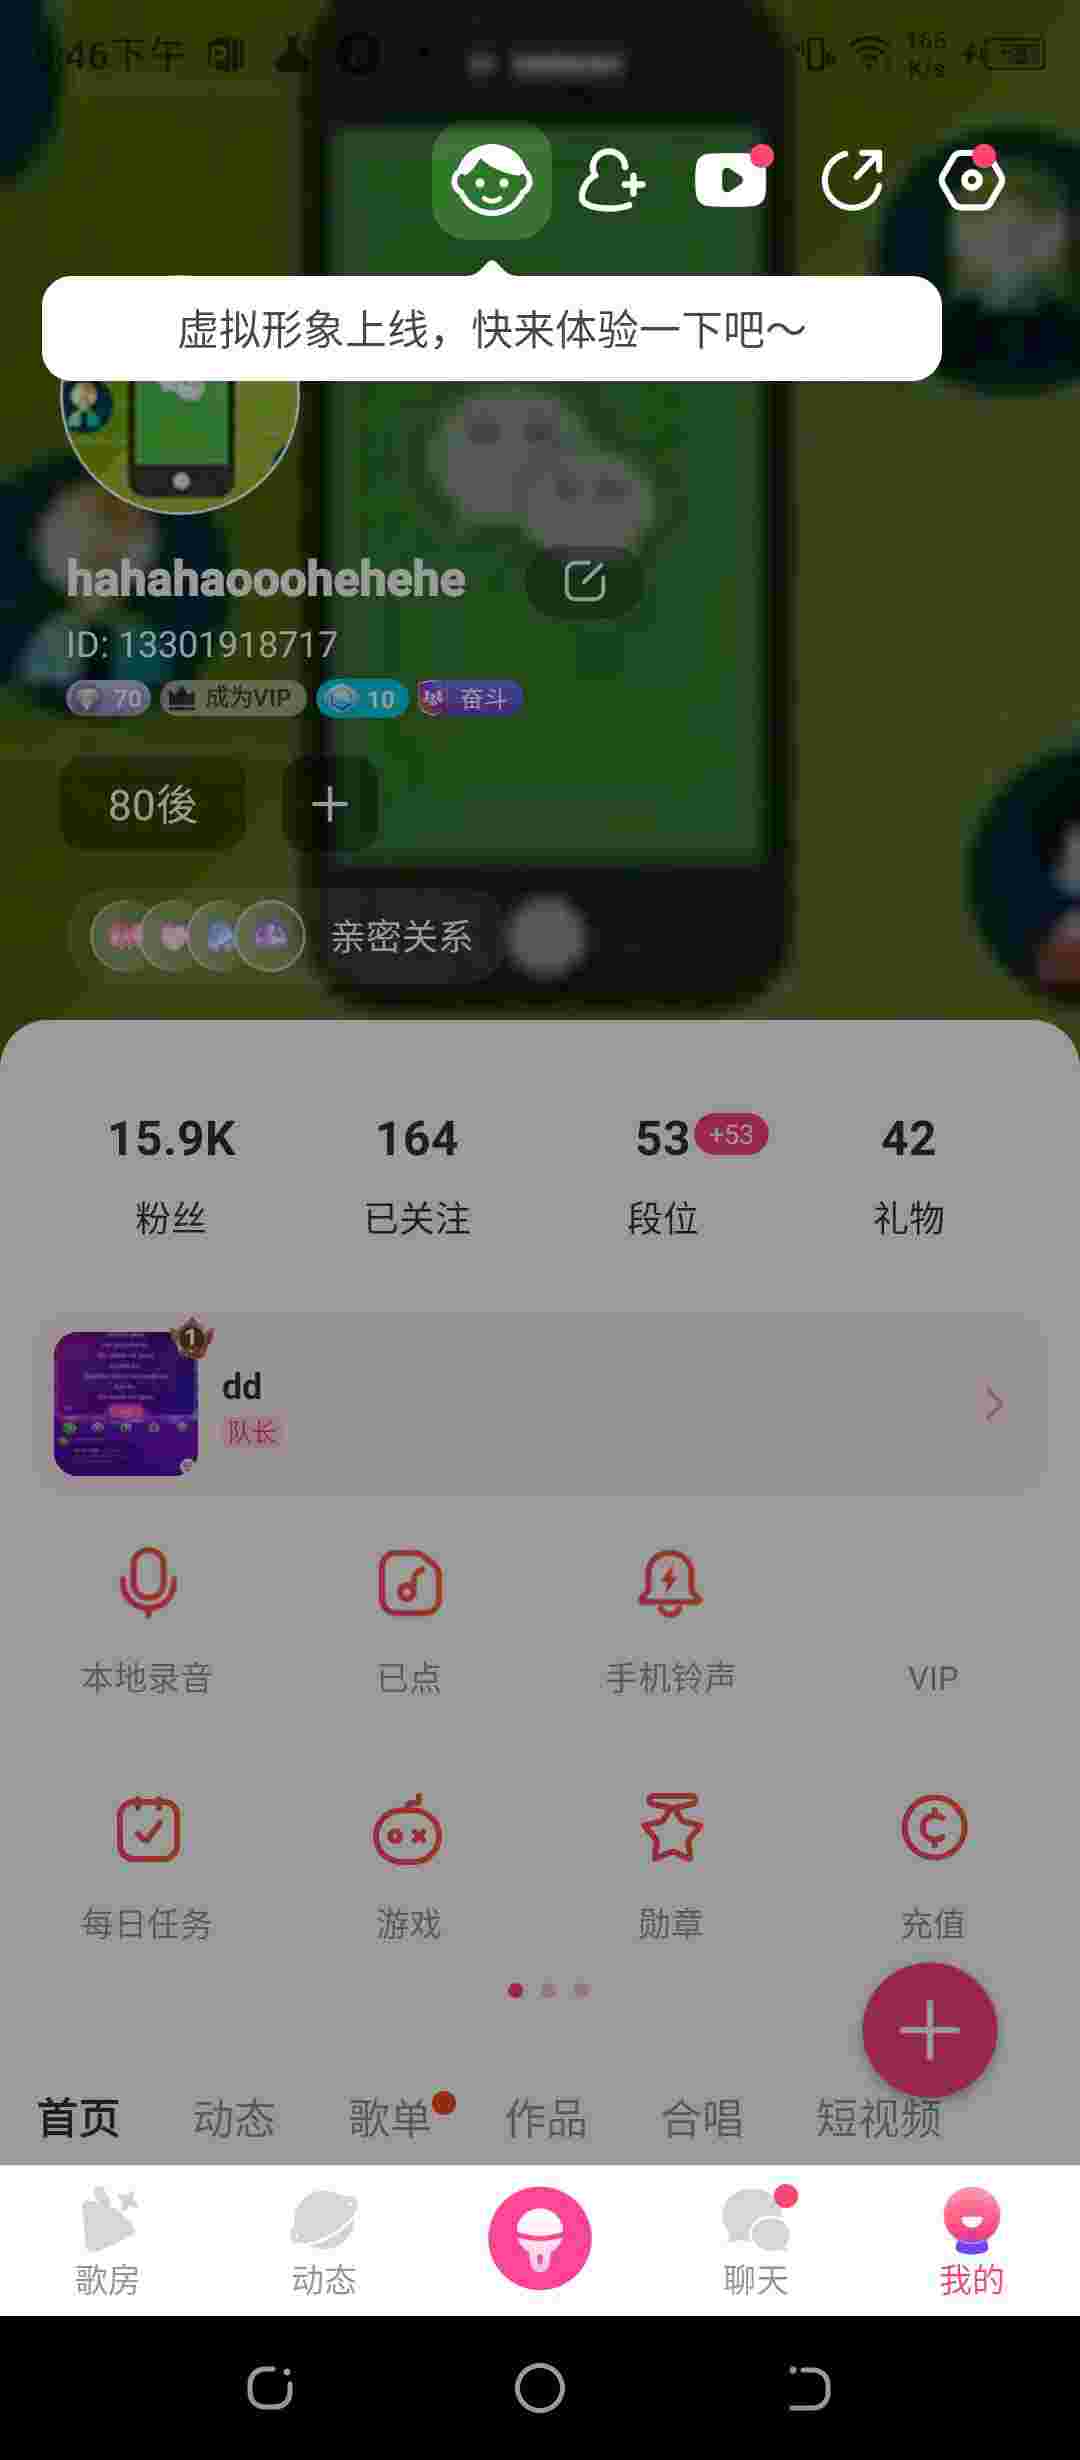 46下午
166
K/s
虚拟形象上线，快来体验一下吧～
hahahaooohehehe
ID: 13301918717
70 成为VIP 10 奋斗
80後
亲密关系
15.9K 164 53 +53 42
粉丝 已关注 段位 礼物
1
dd
队长
本地录音 已点 手机铃声 VIP
每日任务 游戏 勋章 充值
首页 动态 歌单 作品 合唱 短视频
歌房 动态 聊天 我的